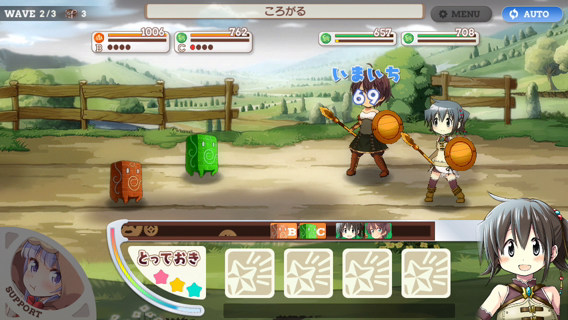 WAVE 2/3 3
ころがる
MENU
AUTO
1006
B
762
C
657
708
いまいち
69
B C
とっておき
SUPPORT